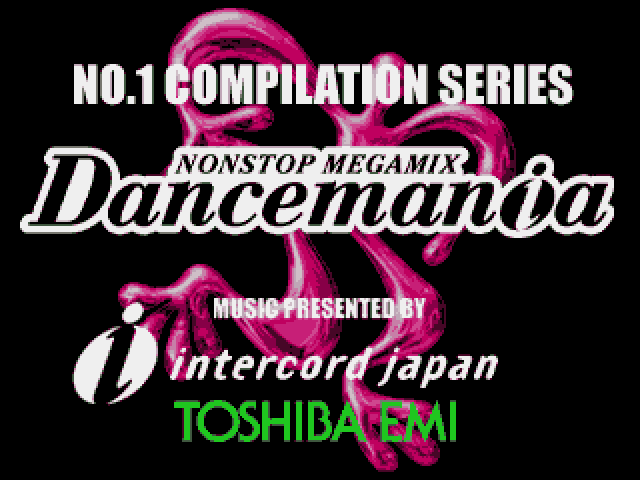 NO.1 COMPILATION SERIES
NONSTOP MEGAMIX
Dancemania
MUSIC PRESENTED BY
i intercord japan
TOSHIBA EMI